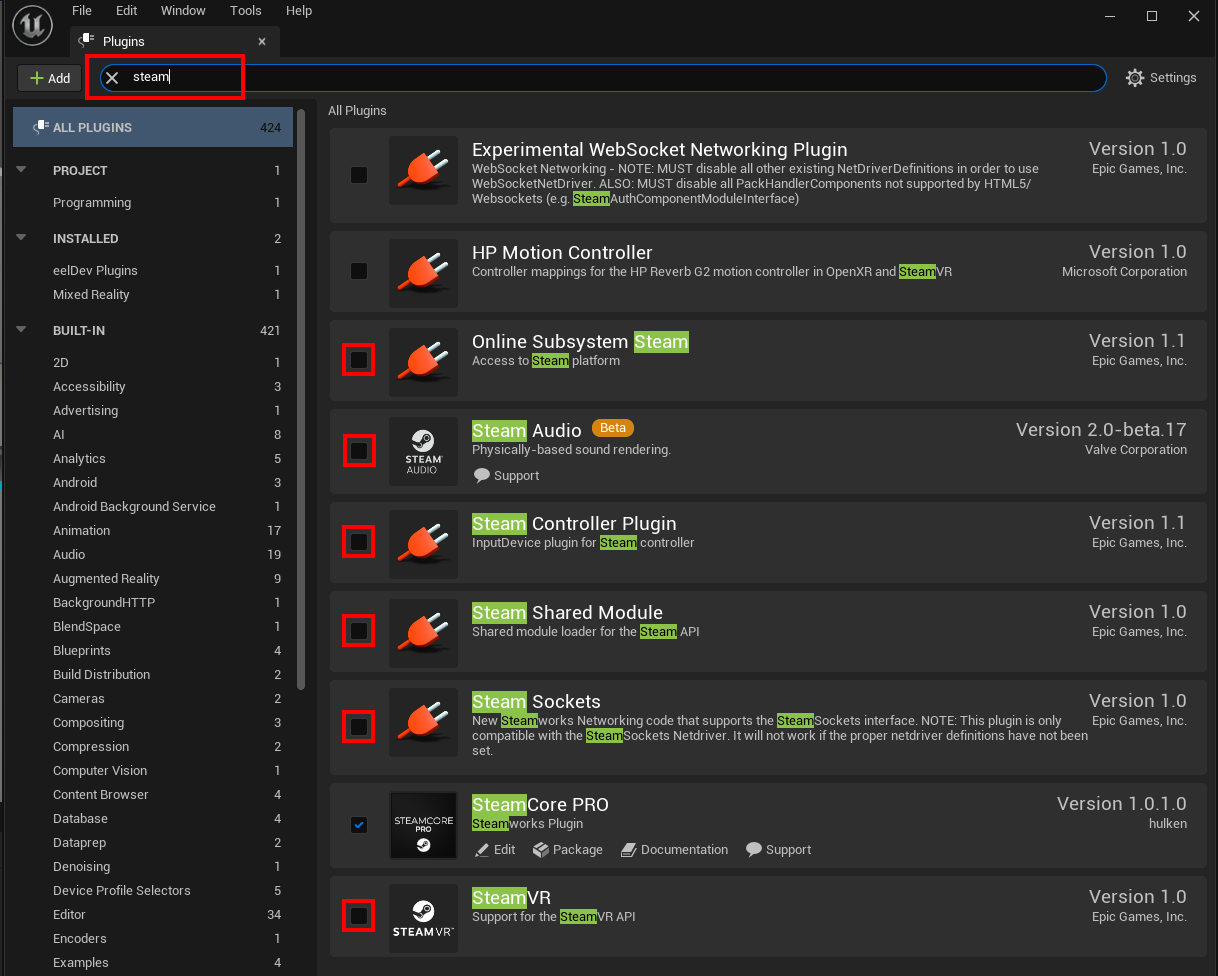 File Edit Window Tools Help
Plugins
Add
steam
Settings
ALL PLUGINS 424
PROJECT 1
Programming 1
INSTALLED 2
eelDev Plugins 1
Mixed Reality 1
BUILT-IN 421
2D 1
Accessibility 3
Advertising 1
AI 8
Analytics 5
Android 3
Android Background Service 1
Animation 17
Audio 19
Augmented Reality 9
BackgroundHTTP 1
BlendSpace 1
Blueprints 4
Build Distribution 2
Cameras 2
Compositing 3
Compression 2
Computer Vision 1
Content Browser 4
Database 4
Dataprep 2
Denoising 1
Device Profile Selectors 5
Editor 34
Encoders 1
Examples 4
All Plugins
Experimental WebSocket Networking Plugin
Version 1.0
WebSocket Networking - NOTE: MUST disable all other existing NetDriverDefinitions in order to use
WebSocketNetDriver. ALSO: MUST disable all PackHandlerComponents not supported by HTML5/
Websockets (e.g. SteamAuthComponentModuleInterface)
Epic Games, Inc.
HP Motion Controller
Version 1.0
Controller mappings for the HP Reverb G2 motion controller in OpenXR and SteamVR
Microsoft Corporation
Online Subsystem Steam
Version 1.1
Access to Steam platform
Epic Games, Inc.
STEAM
AUDIO
Steam Audio Beta
Version 2.0-beta.17
Physically-based sound rendering.
Valve Corporation
Support
Steam Controller Plugin
Version 1.1
InputDevice plugin for Steam controller
Epic Games, Inc.
Steam Shared Module
Version 1.0
Shared module loader for the Steam API
Epic Games, Inc.
Steam Sockets
Version 1.0
New Steamworks Networking code that supports the SteamSockets interface. NOTE: This plugin is only
compatible with the SteamSockets Netdriver. It will not work if the proper netdriver definitions have not been
set.
Epic Games, Inc.
STEAMCORE
PRO
SteamCore PRO
Version 1.0.1.0
Steamworks Plugin
hulken
Edit Package Documentation Support
STEAM VR
SteamVR
Version 1.0
Support for the SteamVR API
Epic Games, Inc.